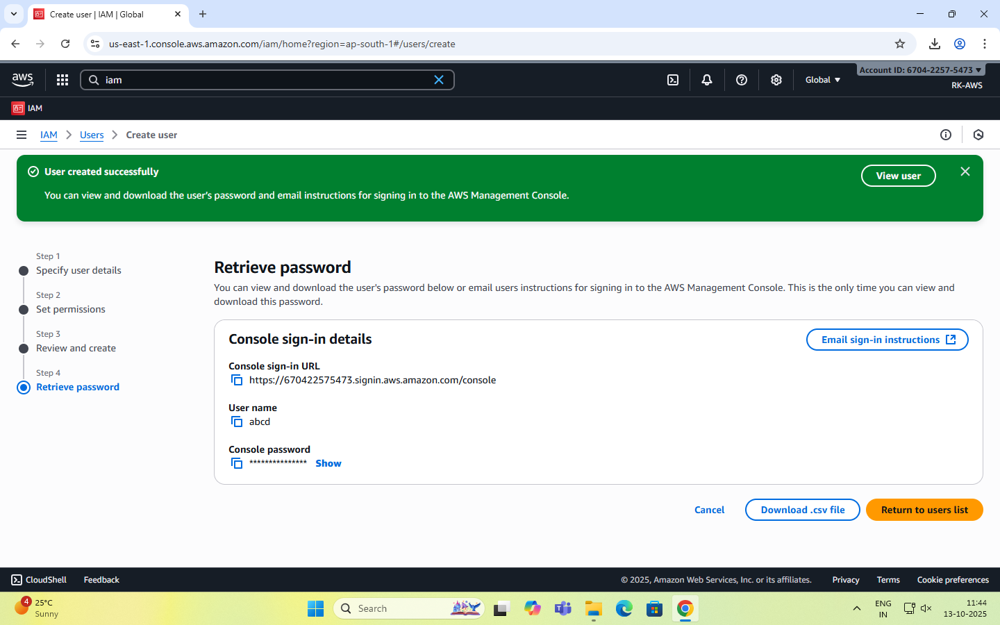 Create user | IAM | Global
us-east-1.console.aws.amazon.com/iam/home?region=ap-south-1#/users/create
aws
iam
Global
Account ID: 6704-2257-5473
RK-AWS
IAM
IAM
Users
Create user
User created successfully
You can view and download the user's password and email instructions for signing in to the AWS Management Console.
View user
Step 1
Specify user details
Step 2
Set permissions
Step 3
Review and create
Step 4
Retrieve password
Retrieve password
You can view and download the user's password below or email users instructions for signing in to the AWS Management Console. This is the only time you can view and
download this password.
Console sign-in details
Email sign-in instructions
Console sign-in URL
https://670422575473.signin.aws.amazon.com/console
User name
abcd
Console password
*************** Show
Cancel
Download .csv file
Return to users list
CloudShell
Feedback
© 2025, Amazon Web Services, Inc. or its affiliates.
Privacy
Terms
Cookie preferences
4
25°C
Sunny
Search
ENG
IN
11:44
13-10-2025